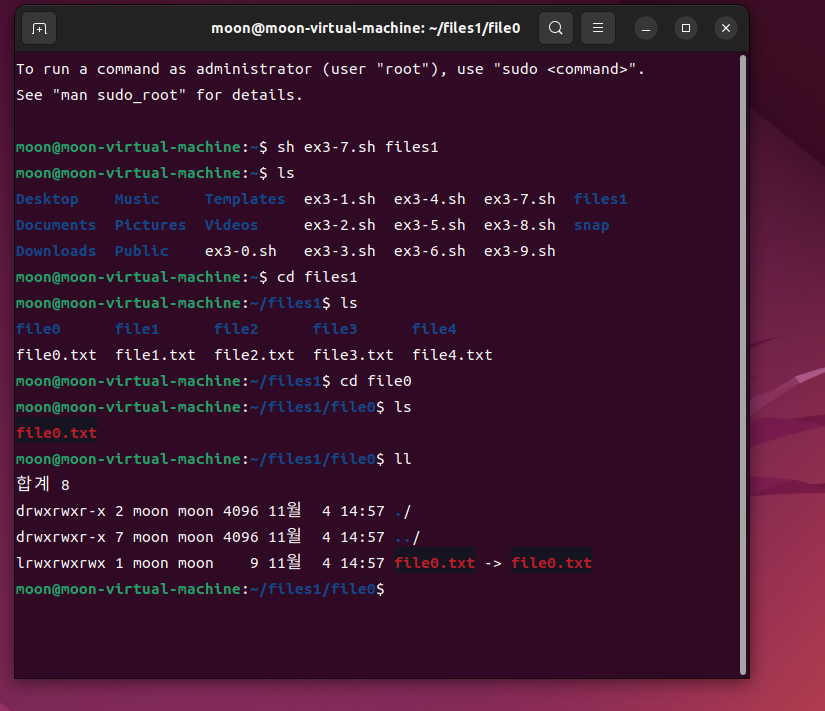 moon@moon-virtual-machine: ~/files1/file0
To run a command as administrator (user "root"), use "sudo <command>".
See "man sudo_root" for details.
moon@moon-virtual-machine:~$ sh ex3-7.sh files1
moon@moon-virtual-machine:~$ ls
Desktop    Music     Templates  ex3-1.sh  ex3-4.sh  ex3-7.sh  files1
Documents  Pictures  Videos     ex3-2.sh  ex3-5.sh  ex3-8.sh  snap
Downloads  Public    ex3-0.sh   ex3-3.sh  ex3-6.sh  ex3-9.sh
moon@moon-virtual-machine:~$ cd files1
moon@moon-virtual-machine:~/files1$ ls
file0      file1      file2      file3      file4
file0.txt  file1.txt  file2.txt  file3.txt  file4.txt
moon@moon-virtual-machine:~/files1$ cd file0
moon@moon-virtual-machine:~/files1/file0$ ls
file0.txt
moon@moon-virtual-machine:~/files1/file0$ ll
합계 8
drwxrwxr-x 2 moon moon 4096 11월  4 14:57 ./
drwxrwxr-x 7 moon moon 4096 11월  4 14:57 ../
lrwxrwxrwx 1 moon moon    9 11월  4 14:57 file0.txt -> file0.txt
moon@moon-virtual-machine:~/files1/file0$